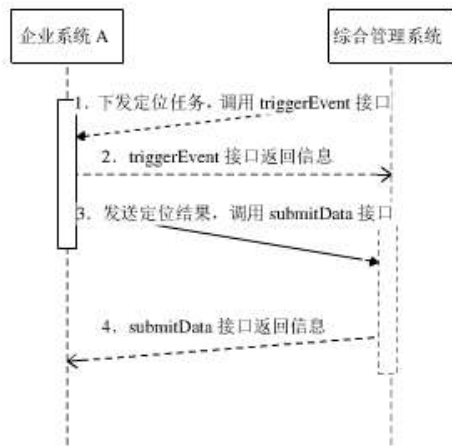 企业系统 A
综合管理系统
1．下发定位任务，调用 triggerEvent 接口
2．triggerEvent 接口返回信息
3．发送定位结果，调用 submitData 接口
4．submitData 接口返回信息